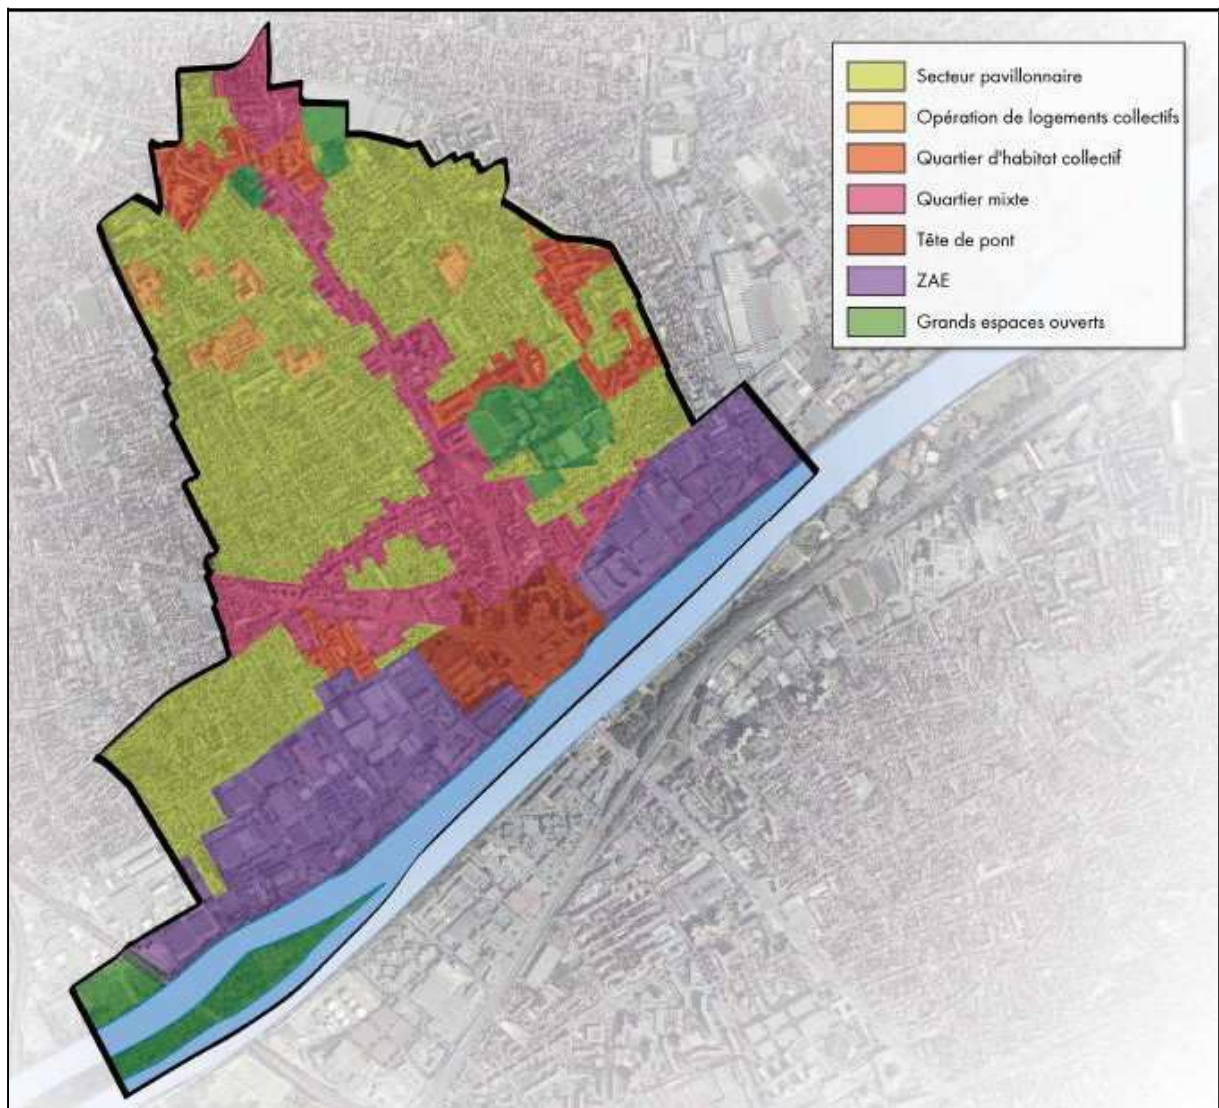 Secteur pavillonnaire
Opération de logements collectifs
Quartier d'habitat collectif
Quartier mixte
Tête de pont
ZAE
Grands espaces ouverts